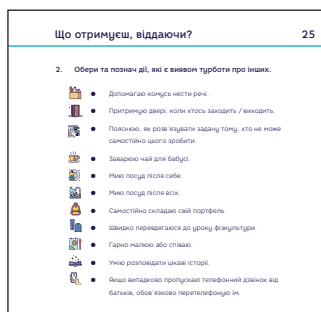 Що отримуєш, віддаючи? 25
2. Обери та познач дії, які є виявом турботи про інших.
Допомагаю комусь нести речі.
Притримую двері, коли хтось заходить / виходить.
Пояснюю, як розв'язувати задачу тому, хто не може
самостійно цього зробити.
Заварюю чай для бабусі.
Мию посуд після себе.
Мию посуд після всіх.
Самостійно складаю свій портфель.
Швидко перевдягаюся до уроку фізкультури.
Гарно малюю або співаю.
Умію розповідати цікаві історії.
Якщо випадково пропускаю телефонний дзвінок від
батьків, обов'язково перетелефоную їм.